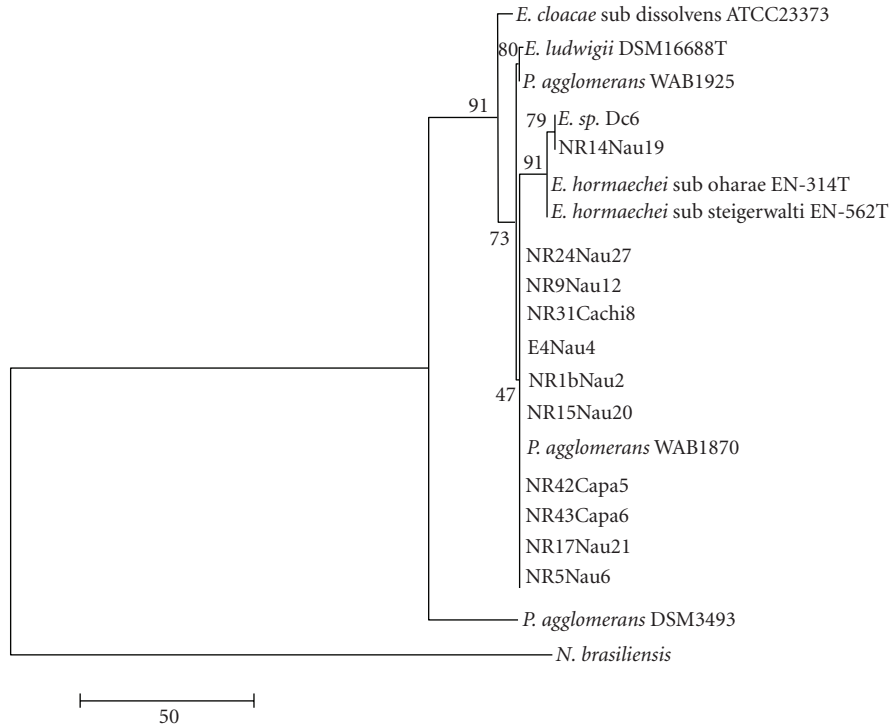 E. cloacae sub dissolvens ATCC23373
80
E. ludwigii DSM16688T
P. agglomerans WAB1925
91
79
E. sp. Dc6
NR14Nau19
91
E. hormaechei sub oharae EN-314T
E. hormaechei sub steigerwalti EN-562T
73
NR24Nau27
NR9Nau12
NR31Cachi8
E4Nau4
NR1bNau2
47
NR15Nau20
P. agglomerans WAB1870
NR42Capa5
NR43Capa6
NR17Nau21
NR5Nau6
P. agglomerans DSM3493
N. brasiliensis
50